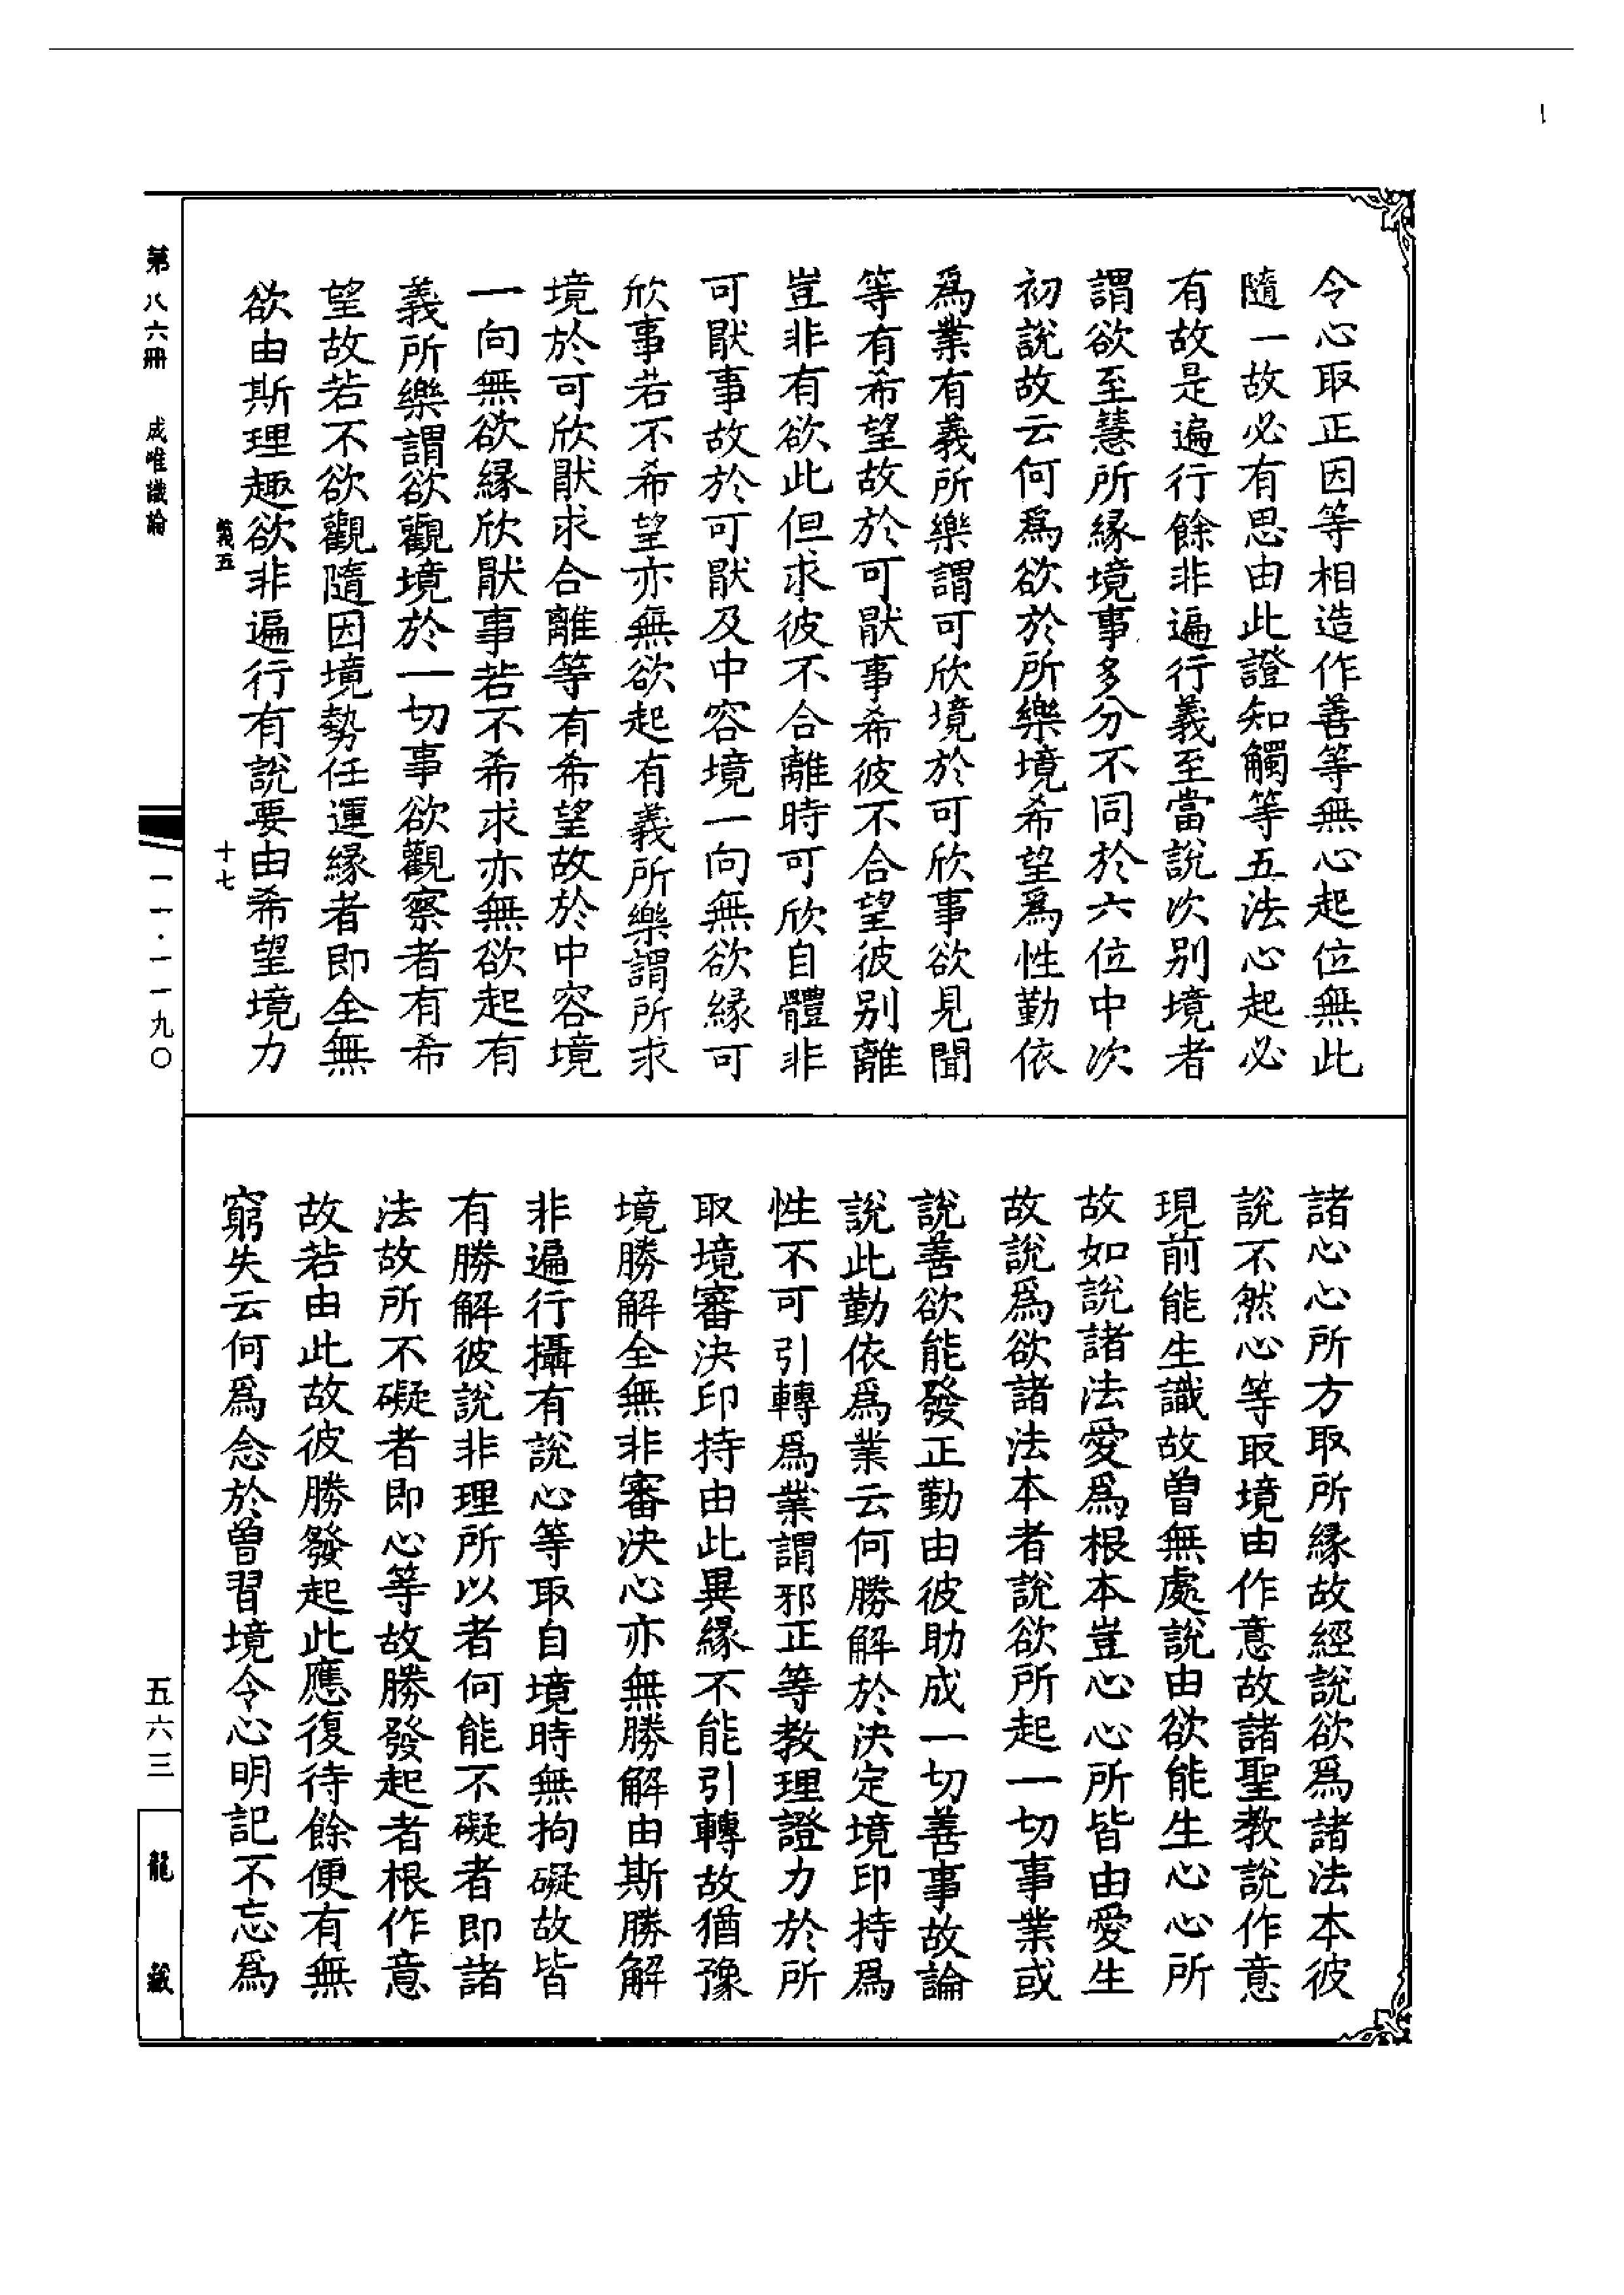 令心取正因等相造作善等無心起位無此
隨一故必有思由此證知觸等五法心起必
有故是遍行餘非遍行義至當說次別境者
謂欲至慧所緣境事多分不同於六位中次
初說故云何爲欲於所樂境希望爲性勤依
爲業有義所樂謂可欣境於可欣事欲見聞
等有希望故於可猒事希彼不合望彼別離
豈非有欲此但求彼不合離時可欣自體非
可猒事故於可猒及中容境一向無欲緣可
欣事若不希望亦無欲起有義所樂謂所求
境於可欣猒求合離等有希望故於中容境
一向無欲緣欣猒事若不希求亦無欲起有
義所樂謂欲觀境於一切事欲觀察者有希
望故若不欲觀隨因境勢任運緣者即全無
欲由斯理趣欲非遍行有說要由希望境力
義五 十七
諸心心所方取所緣故經說欲爲諸法本彼
說不然心等取境由作意故諸聖教說作意
現前能生識故曾無處說由欲能生心心所
故如說諸法愛爲根本豈心心所皆由愛生
故說爲欲諸法本者說欲所起一切事業或
說善欲能發正勤由彼助成一切善事故論
說此勤依爲業云何勝解於決定境印持爲
性不可引轉爲業謂邪正等教理證力於所
取境審決印持由此異緣不能引轉故猶豫
境勝解全無非審決心亦無勝解由斯勝解
非遍行攝有說心等取自境時無拘礙故皆
有勝解彼說非理所以者何能不礙者即諸
法故所不礙者即心等故勝發起者根作意
故若由此故彼勝發起此應復待餘便有無
窮失云何爲念於曾習境令心明記不忘爲
第八六冊 成唯識論
一一·一一九〇
五六三
龍藏